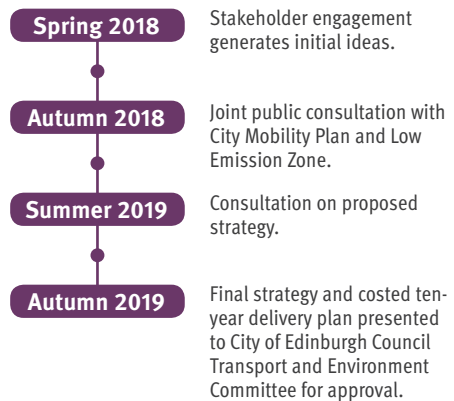 Spring 2018
Stakeholder engagement
generates initial ideas.
Autumn 2018
Joint public consultation with
City Mobility Plan and Low
Emission Zone.
Summer 2019
Consultation on proposed
strategy.
Autumn 2019
Final strategy and costed ten-
year delivery plan presented
to City of Edinburgh Council
Transport and Environment
Committee for approval.